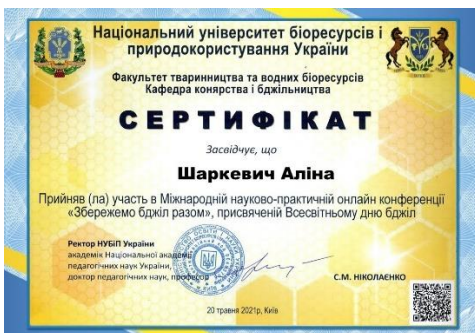 Національний університет біоресурсів і
природокористування України
Факультет тваринництва та водних біоресурсів
Кафедра конярства і бджільництва
СЕРТИФІКАТ
Засвідчує, що
Шаркевич Аліна
Прийняв (ла) участь в Міжнародній науково-практичній онлайн конференції
«Збережемо бджіл разом», присвяченій Всесвітньому дню бджіл
Ректор НУБіП України
академік Національної академії
педагогічних наук України,
доктор педагогічних наук, професор
С.М. НІКОЛАЄНКО
20 травня 2021р, Київ